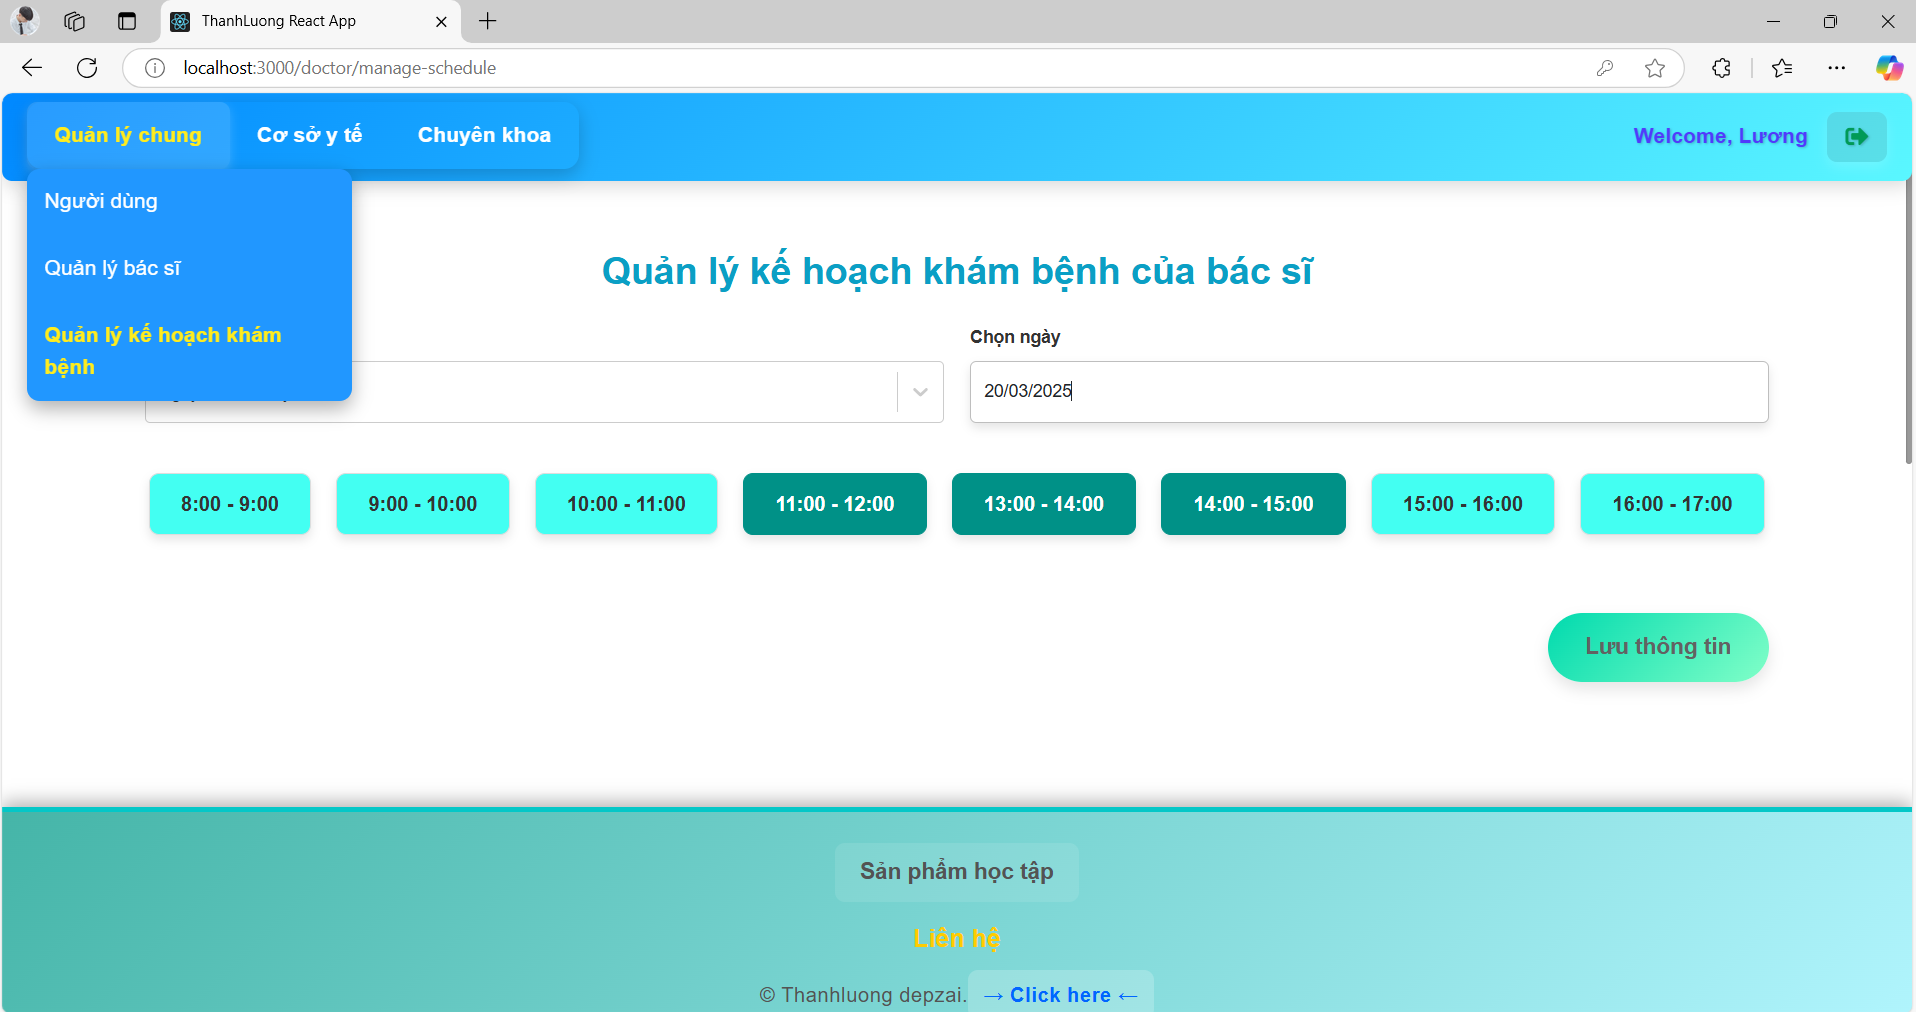 ThanhLuong React App
localhost:3000/doctor/manage-schedule
Quản lý chung
Cơ sở y tế
Chuyên khoa
Welcome, Lương
Người dùng
Quản lý bác sĩ
Quản lý kế hoạch khám
bệnh
Quản lý kế hoạch khám bệnh của bác sĩ
Chọn ngày
20/03/2025
8:00 - 9:00
9:00 - 10:00
10:00 - 11:00
11:00 - 12:00
13:00 - 14:00
14:00 - 15:00
15:00 - 16:00
16:00 - 17:00
Lưu thông tin
Sản phẩm học tập
Liên hệ
© Thanhluong depzai. → Click here ←